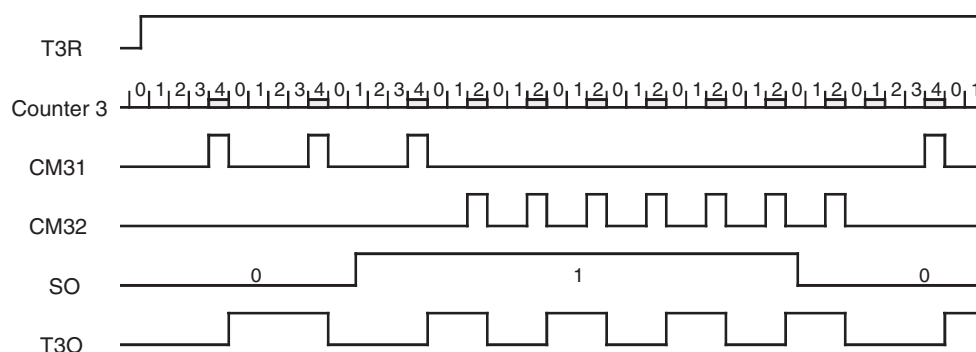 T3R
Counter 3 0 1 2 3 4 0 1 2 3 4 0 1 2 3 4 0 1 2 0 1 2 0 1 2 0 1 2 0 1 2 0 1 2 0 1 2 0 1 2 3 4 0 1
CM31
CM32
SO 0 1 0
T3O